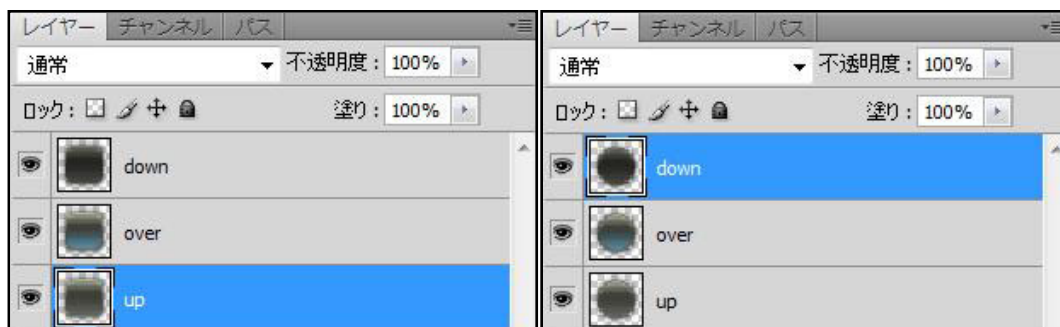 レイヤー チャンネル パス
通常 不透明度: 100%
ロック: 塗り: 100%
down
over
up
レイヤー チャンネル パス
通常 不透明度: 100%
ロック: 塗り: 100%
down
over
up